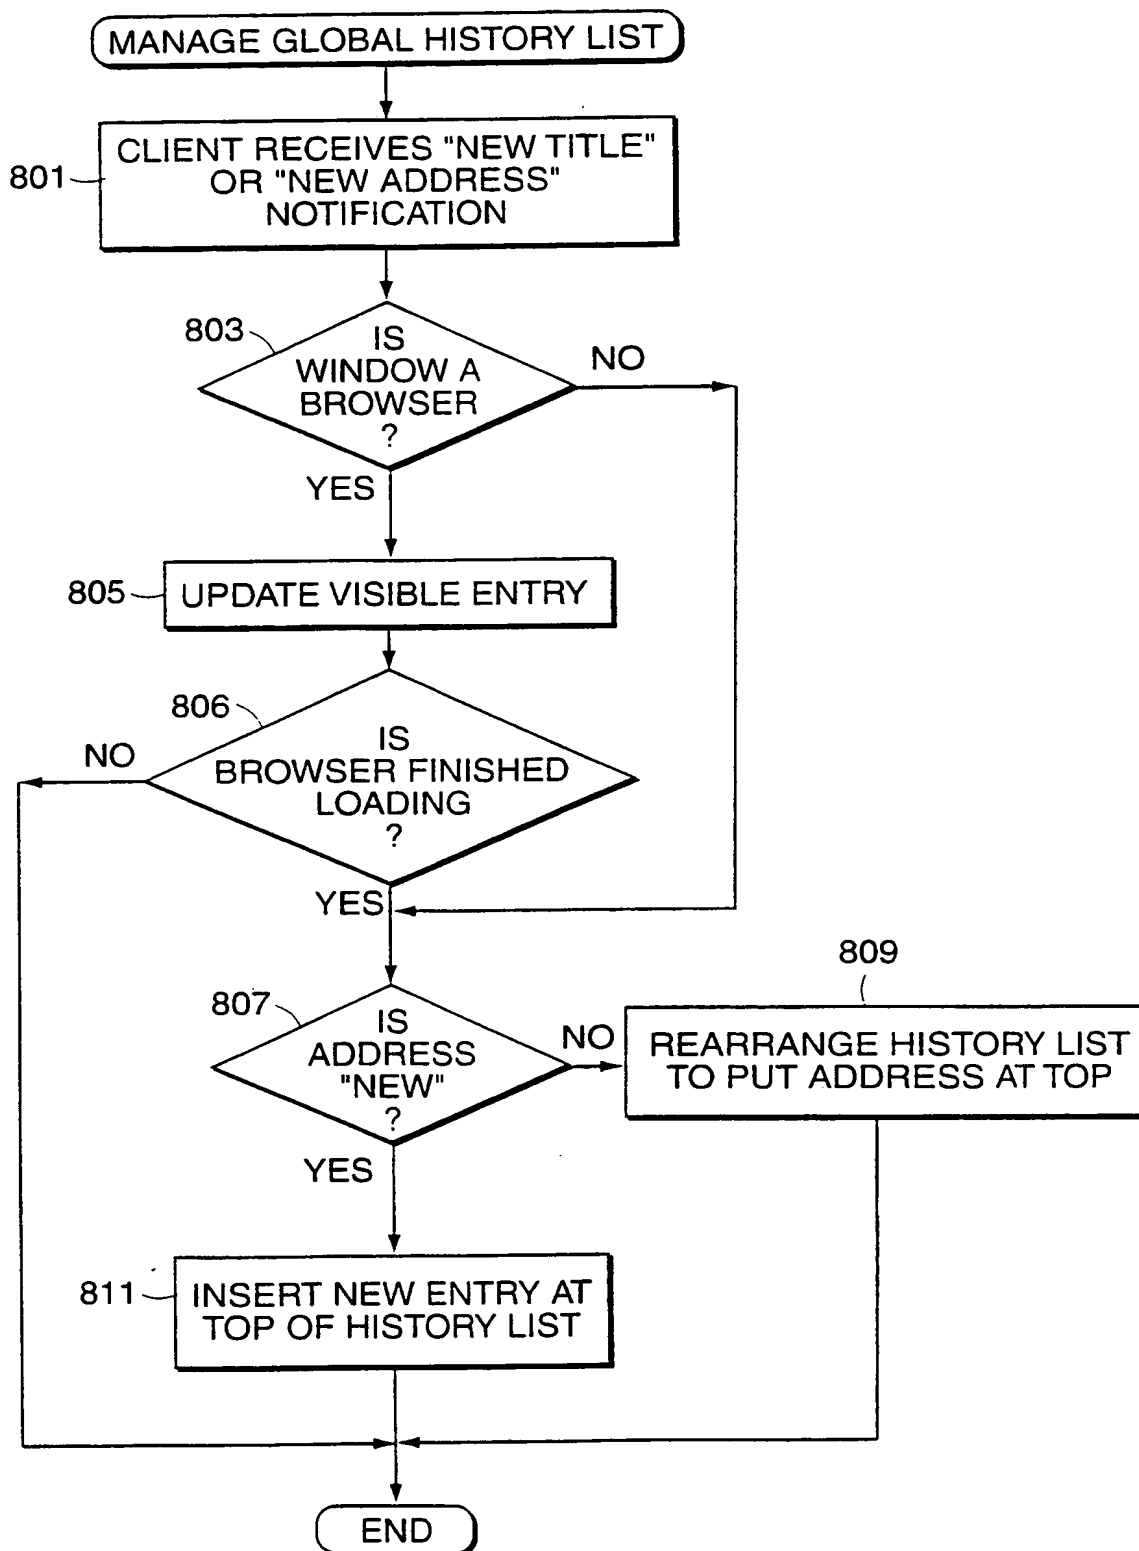 MANAGE GLOBAL HISTORY LIST
801
CLIENT RECEIVES "NEW TITLE"
OR "NEW ADDRESS"
NOTIFICATION
803
IS
WINDOW A
BROWSER
?
NO
YES
805
UPDATE VISIBLE ENTRY
806
NO
IS
BROWSER FINISHED
LOADING
?
YES
807
IS
ADDRESS
"NEW"
?
NO
809
REARRANGE HISTORY LIST
TO PUT ADDRESS AT TOP
YES
811
INSERT NEW ENTRY AT
TOP OF HISTORY LIST
END